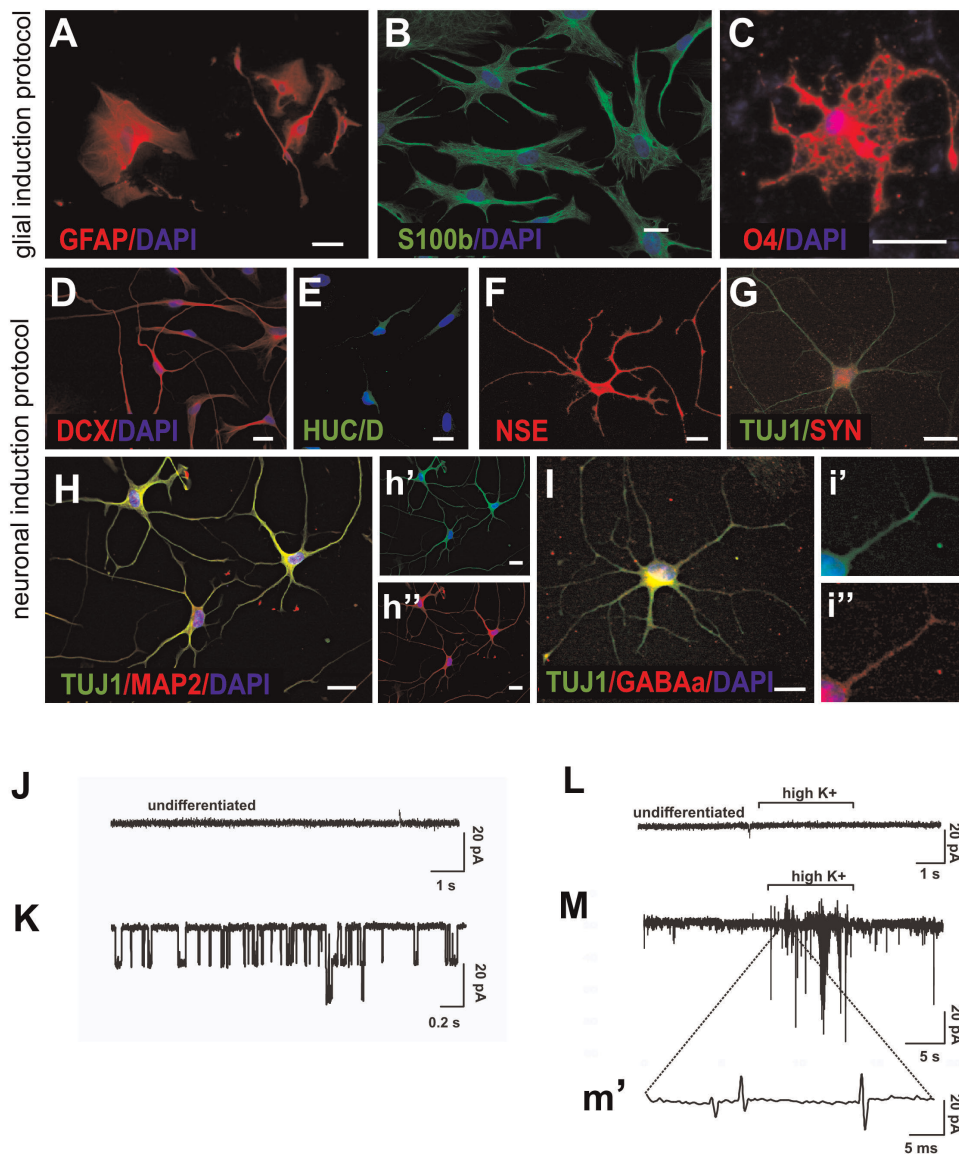 glial induction protocol
A
GFAP/DAPI
B
S100b/DAPI
C
O4/DAPI
neuronal induction protocol
D
DCX/DAPI
E
HUC/D
F
NSE
G
TUJ1/SYN
H
TUJ1/MAP2/DAPI
h'
h''
I
TUJ1/GABAa/DAPI
i'
i''
J
undifferentiated
20 pA
1 s
K
20 pA
0.2 s
L
high K+
undifferentiated
20 pA
1 s
M
high K+
20 pA
5 s
m'
20 pA
5 ms